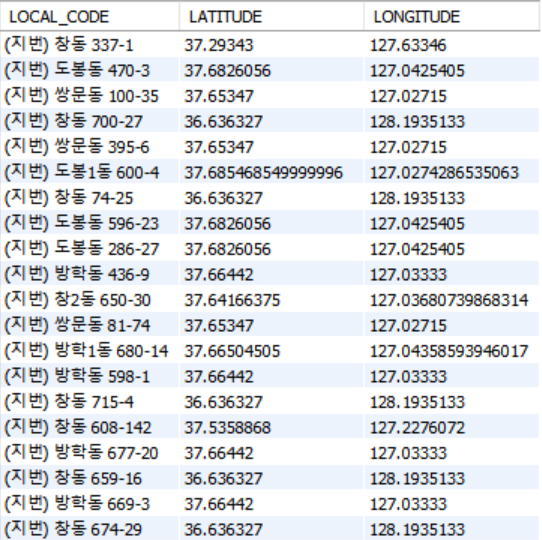 LOCAL_CODE LATITUDE LONGITUDE
(지번) 창동 337-1 37.29343 127.63346
(지번) 도봉동 470-3 37.6826056 127.0425405
(지번) 쌍문동 100-35 37.65347 127.02715
(지번) 창동 700-27 36.636327 128.1935133
(지번) 쌍문동 395-6 37.65347 127.02715
(지번) 도봉1동 600-4 37.685468549999996 127.0274286535063
(지번) 창동 74-25 36.636327 128.1935133
(지번) 도봉동 596-23 37.6826056 127.0425405
(지번) 도봉동 286-27 37.6826056 127.0425405
(지번) 방학동 436-9 37.66442 127.03333
(지번) 창2동 650-30 37.64166375 127.03680739868314
(지번) 쌍문동 81-74 37.65347 127.02715
(지번) 방학1동 680-14 37.66504505 127.04358593946017
(지번) 방학동 598-1 37.66442 127.03333
(지번) 창동 715-4 36.636327 128.1935133
(지번) 창동 608-142 37.5358868 127.2276072
(지번) 방학동 677-20 37.66442 127.03333
(지번) 창동 659-16 36.636327 128.1935133
(지번) 방학동 669-3 37.66442 127.03333
(지번) 창동 674-29 36.636327 128.1935133